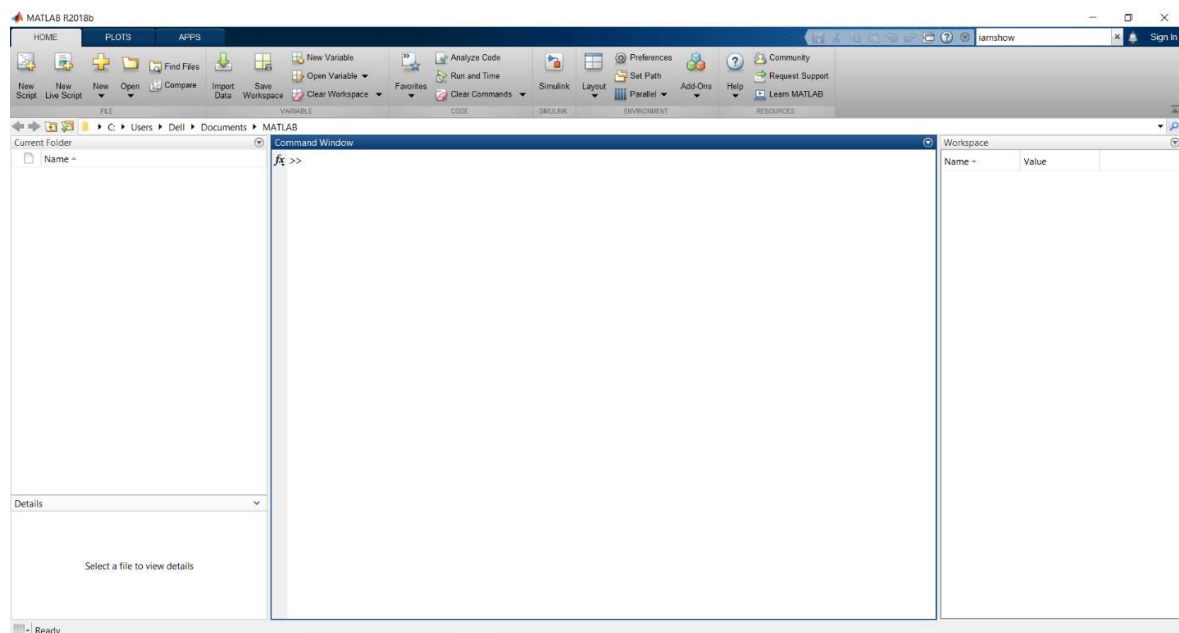 MATLAB R2018b
HOME PLOTS APPS
iamshow
Sign In
New Script
New Live Script
New
Open
Find Files
Compare
Import Data
Save Workspace
New Variable
Open Variable
Clear Workspace
Favorites
Analyze Code
Run and Time
Clear Commands
Simulink
Layout
Preferences
Set Path
Parallel
Add-Ons
Help
Community
Request Support
Learn MATLAB
FILE VARIABLE CODE SIMULINK ENVIRONMENT RESOURCES
C: Users Dell Documents MATLAB
Current Folder
Name
Command Window
fx >>
Workspace
Name Value
Details
Select a file to view details
Ready